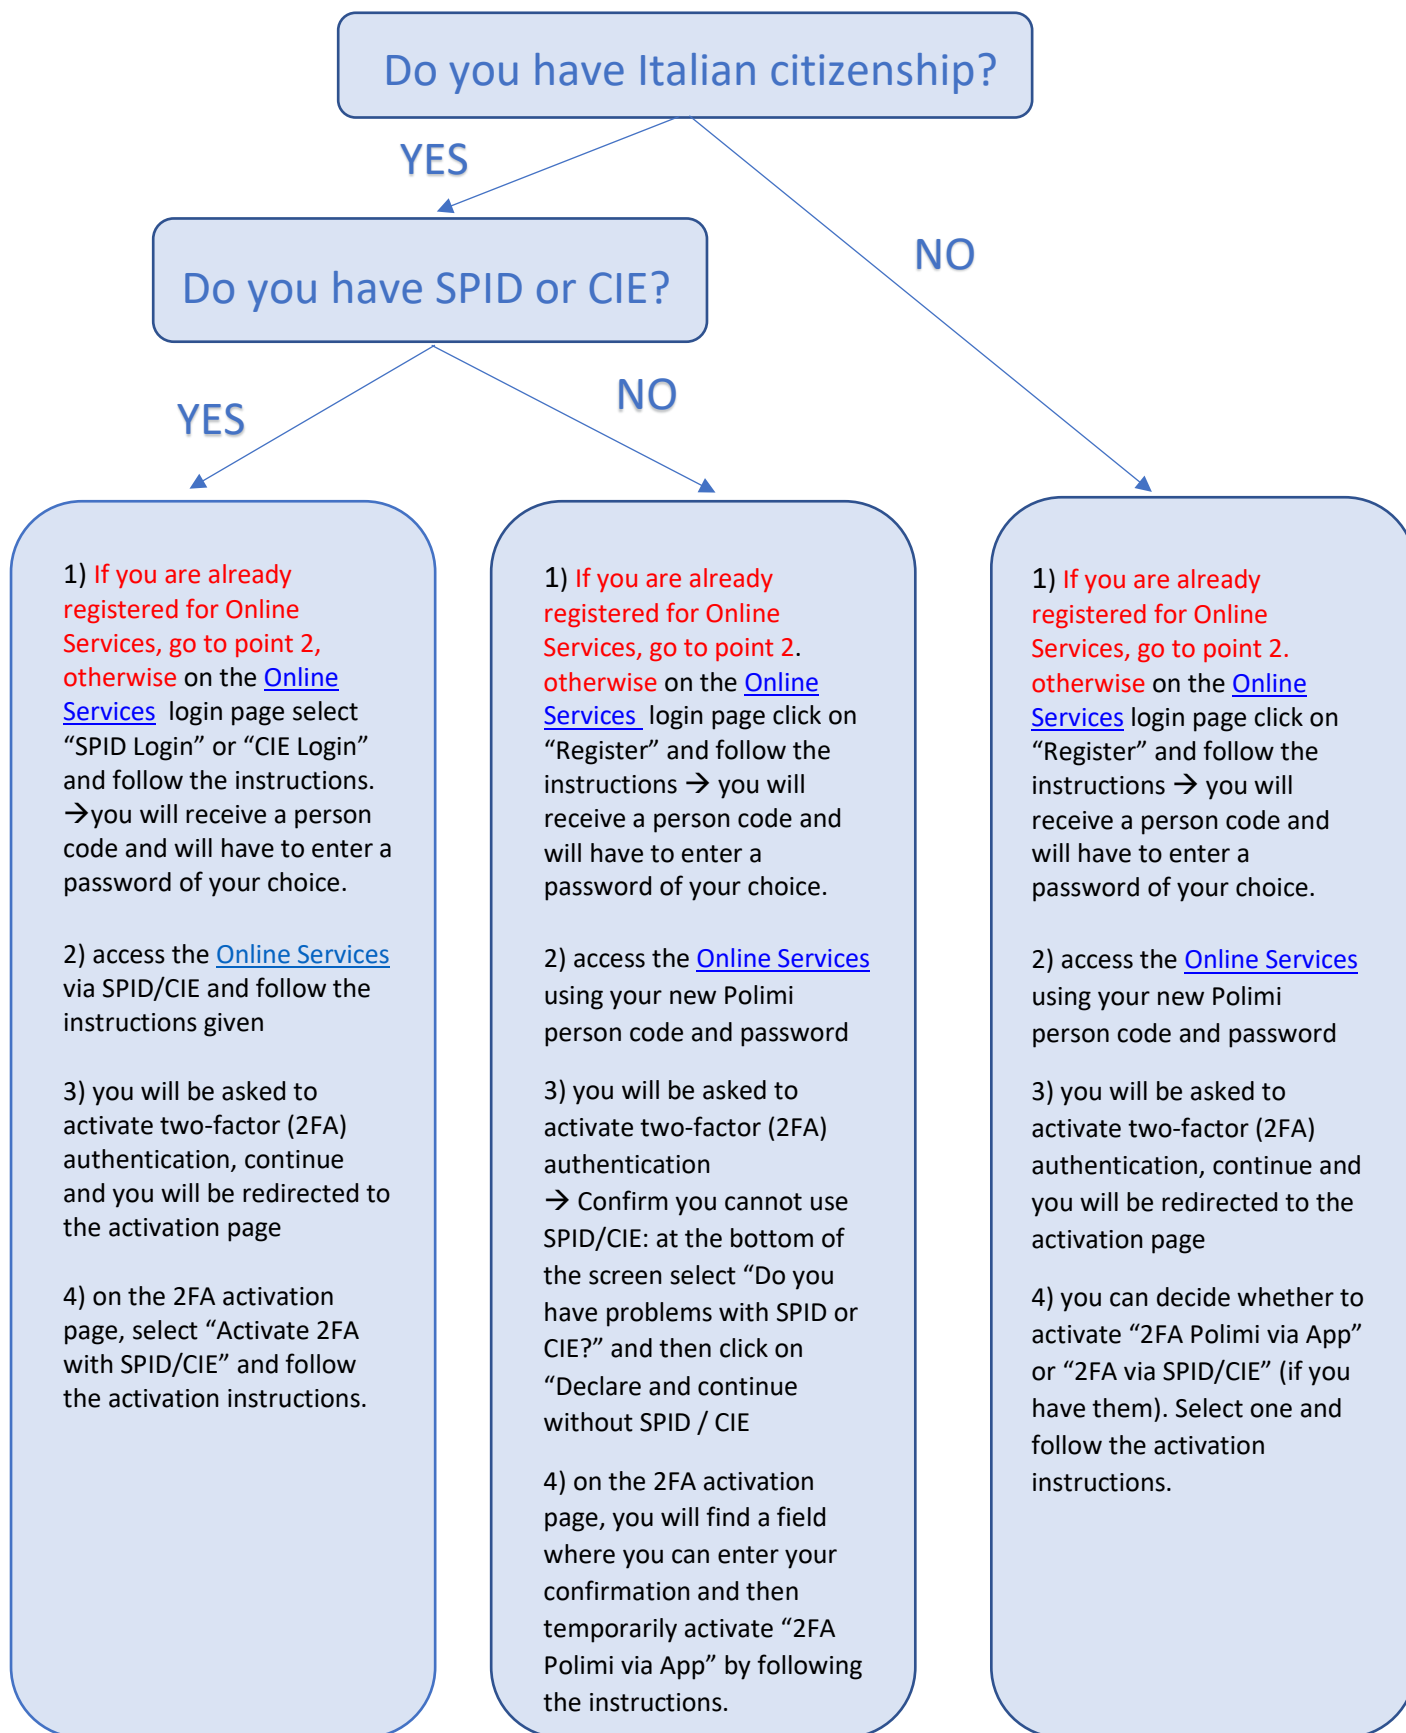 Do you have Italian citizenship?
YES
NO
Do you have SPID or CIE?
YES
NO
1) If you are already
registered for Online
Services, go to point 2,
otherwise on the Online
Services login page select
“SPID Login” or “CIE Login”
and follow the instructions.
→you will receive a person
code and will have to enter a
password of your choice.
2) access the Online Services
via SPID/CIE and follow the
instructions given
3) you will be asked to
activate two-factor (2FA)
authentication, continue
and you will be redirected to
the activation page
4) on the 2FA activation
page, select “Activate 2FA
with SPID/CIE” and follow
the activation instructions.
1) If you are already
registered for Online
Services, go to point 2.
otherwise on the Online
Services login page click on
“Register” and follow the
instructions → you will
receive a person code and
will have to enter a
password of your choice.
2) access the Online Services
using your new Polimi
person code and password
3) you will be asked to
activate two-factor (2FA)
authentication
→ Confirm you cannot use
SPID/CIE: at the bottom of
the screen select “Do you
have problems with SPID or
CIE?” and then click on
“Declare and continue
without SPID / CIE
4) on the 2FA activation
page, you will find a field
where you can enter your
confirmation and then
temporarily activate “2FA
Polimi via App” by following
the instructions.
1) If you are already
registered for Online
Services, go to point 2.
otherwise on the Online
Services login page click on
“Register” and follow the
instructions → you will
receive a person code and
will have to enter a
password of your choice.
2) access the Online Services
using your new Polimi
person code and password
3) you will be asked to
activate two-factor (2FA)
authentication, continue and
you will be redirected to the
activation page
4) you can decide whether to
activate “2FA Polimi via App”
or “2FA via SPID/CIE” (if you
have them). Select one and
follow the activation
instructions.